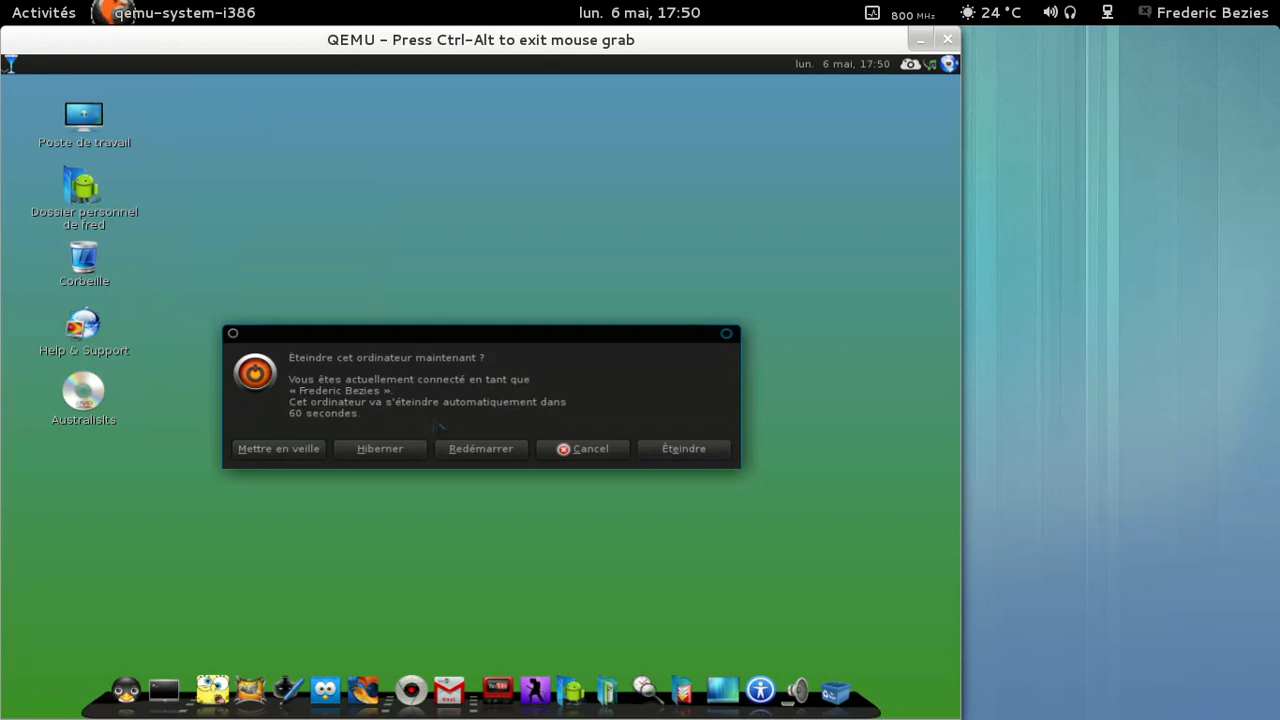 Activités
qemu-system-i386
lun. 6 mai, 17:50
800 MHz
24 °C
Frederic Bezies
QEMU - Press Ctrl-Alt to exit mouse grab
lun. 6 mai, 17:50
Poste de travail
Dossier personnel
de fred
Corbeille
Help & Support
Éteindre cet ordinateur maintenant ?
Vous êtes actuellement connecté en tant que
« Frederic Bezies ».
Cet ordinateur va s'éteindre automatiquement dans
60 secondes.
Mettre en veille
Hiberner
Redémarrer
Cancel
Éteindre